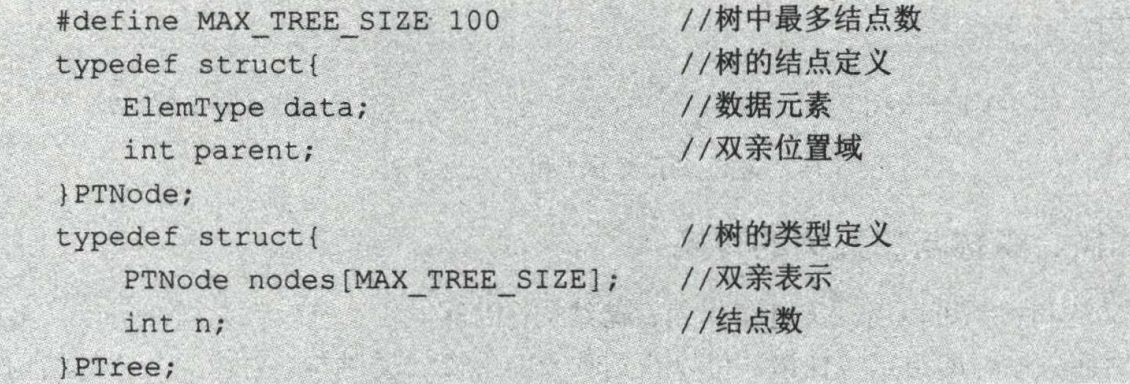 #define MAX_TREE_SIZE 100 //树中最多结点数
typedef struct{ //树的结点定义
ElemType data; //数据元素
int parent; //双亲位置域
}PTNode;
typedef struct{ //树的类型定义
PTNode nodes[MAX_TREE_SIZE]; //双亲表示
int n; //结点数
}PTree;